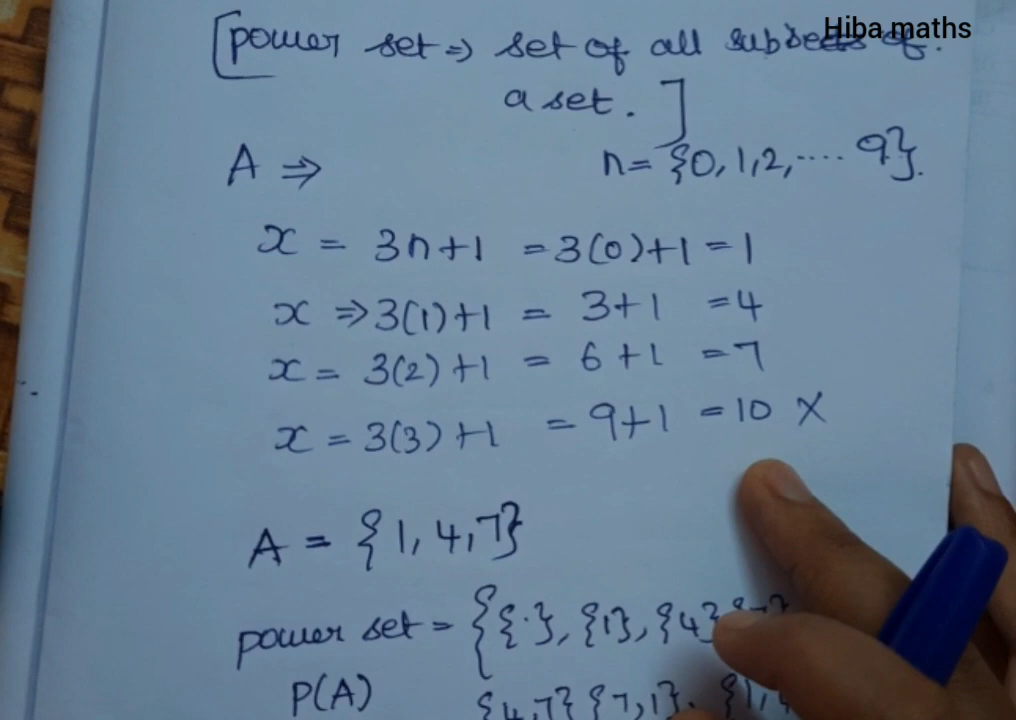 Hiba maths
[power set ⇒ set of all subsets of
a set. ]
A ⇒ n= {0, 1, 2, .... 9}.
x = 3n+1 = 3(0)+1 = 1
x ⇒ 3(1)+1 = 3+1 = 4
x = 3(2)+1 = 6+1 = 7
x = 3(3)+1 = 9+1 = 10 X
A = {1, 4, 7}
power set = {{.}, {1}, {4}
P(A) {4,7} {7,1}, {1,